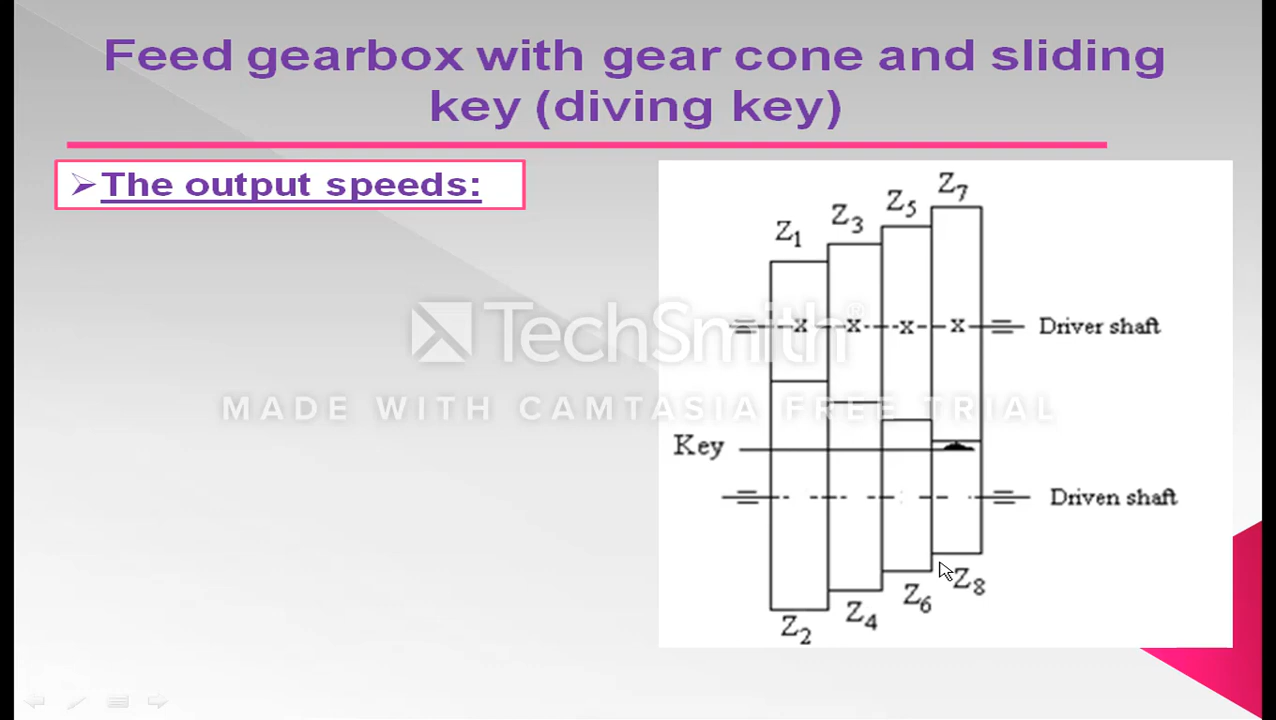 Feed gearbox with gear cone and sliding
key (diving key)
➢The output speeds:
Z7
Z5
Z3
Z1
x x x x
Driver shaft
TechSmith®
MADE WITH CAMTASIA FREE TRIAL
Key
Driven shaft
Z8
Z6
Z4
Z2